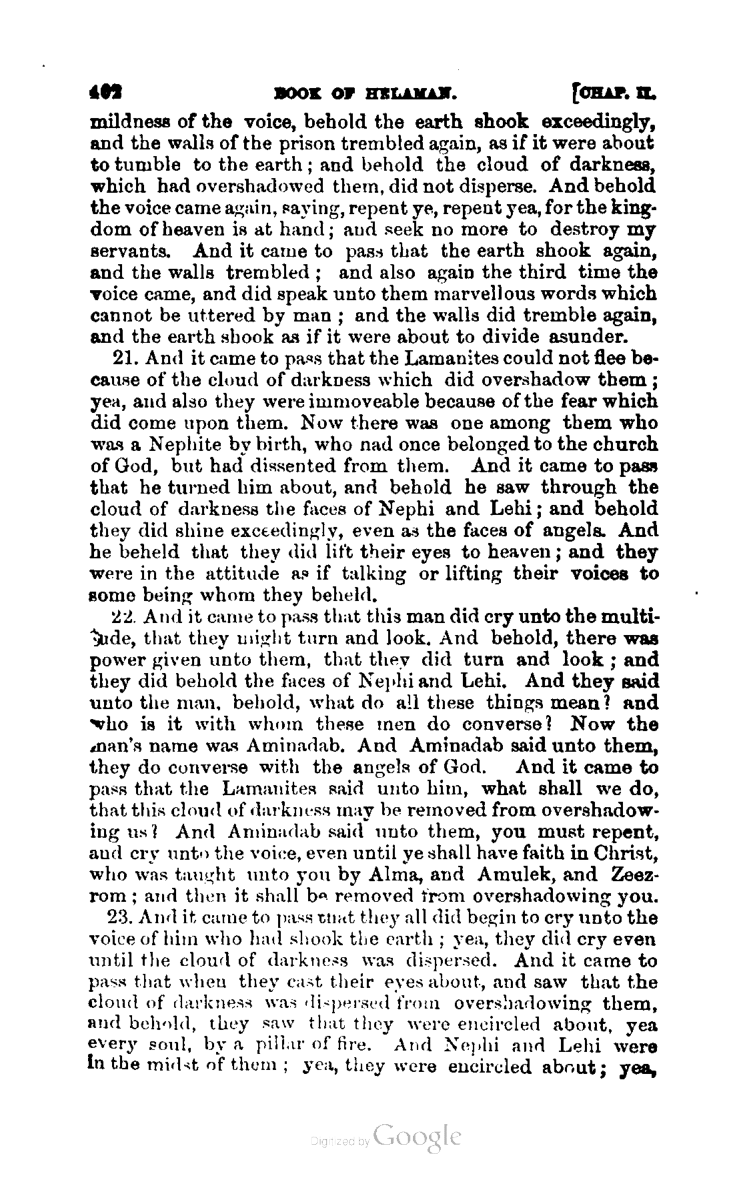 402 BOOK OF HELAMAN. [CHAP. II.
mildness of the voice, behold the earth shook exceedingly,
and the walls of the prison trembled again, as if it were about
to tumble to the earth; and behold the cloud of darkness,
which had overshadowed them, did not disperse. And behold
the voice came again, saying, repent ye, repent yea, for the king-
dom of heaven is at hand; and seek no more to destroy my
servants. And it came to pass that the earth shook again,
and the walls trembled; and also again the third time the
voice came, and did speak unto them marvellous words which
cannot be uttered by man; and the walls did tremble again,
and the earth shook as if it were about to divide asunder.
21. And it came to pass that the Lamanites could not flee be-
cause of the cloud of darkness which did overshadow them;
yea, and also they were immoveable because of the fear which
did come upon them. Now there was one among them who
was a Nephite by birth, who had once belonged to the church
of God, but had dissented from them. And it came to pass
that he turned him about, and behold he saw through the
cloud of darkness the faces of Nephi and Lehi; and behold
they did shine exceedingly, even as the faces of angels. And
he beheld that they did lift their eyes to heaven; and they
were in the attitude as if talking or lifting their voices to
some being whom they beheld.
22. And it came to pass that this man did cry unto the multi-
tude, that they might turn and look. And behold, there was
power given unto them, that they did turn and look; and
they did behold the faces of Nephi and Lehi. And they said
unto the man, behold, what do all these things mean? and
who is it with whom these men do converse? Now the
man's name was Aminadab. And Aminadab said unto them,
they do converse with the angels of God. And it came to
pass that the Lamanites said unto him, what shall we do,
that this cloud of darkness may be removed from overshadow-
ing us? And Aminadab said unto them, you must repent,
and cry unto the voice, even until ye shall have faith in Christ,
who was taught unto you by Alma, and Amulek, and Zeez-
rom; and then it shall be removed from overshadowing you.
23. And it came to pass that they all did begin to cry unto the
voice of him who had shook the earth; yea, they did cry even
until the cloud of darkness was dispersed. And it came to
pass that when they cast their eyes about, and saw that the
cloud of darkness was dispersed from overshadowing them,
and behold, they saw that they were encircled about, yea
every soul, by a pillar of fire. And Nephi and Lehi were
in the midst of them; yea, they were encircled about; yea,
Digitized by Google